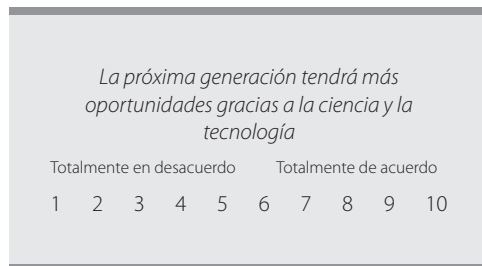 La próxima generación tendrá más
oportunidades gracias a la ciencia y la
tecnología
Totalmente en desacuerdo Totalmente de acuerdo
1 2 3 4 5 6 7 8 9 10